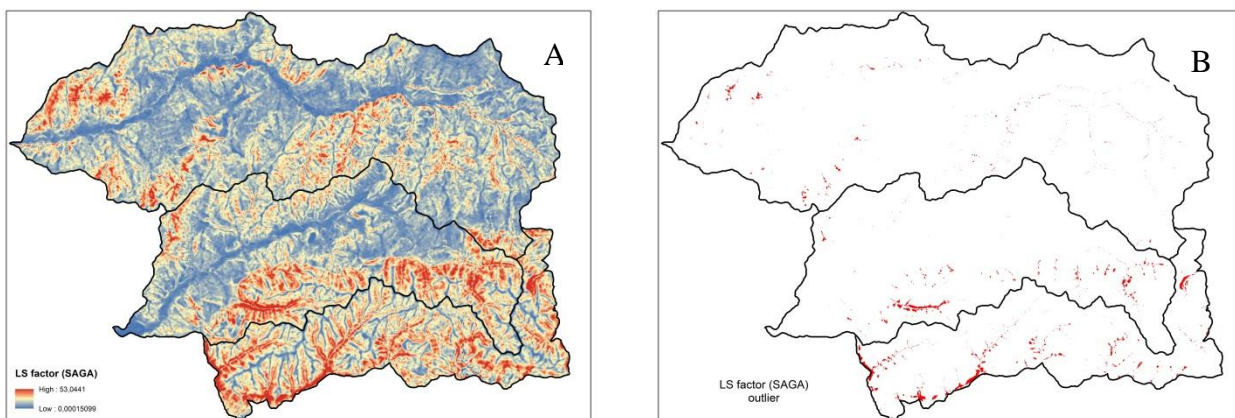 A
LS factor (SAGA)
High : 53,0441
Low : 0,00015099
B
LS factor (SAGA)
outlier